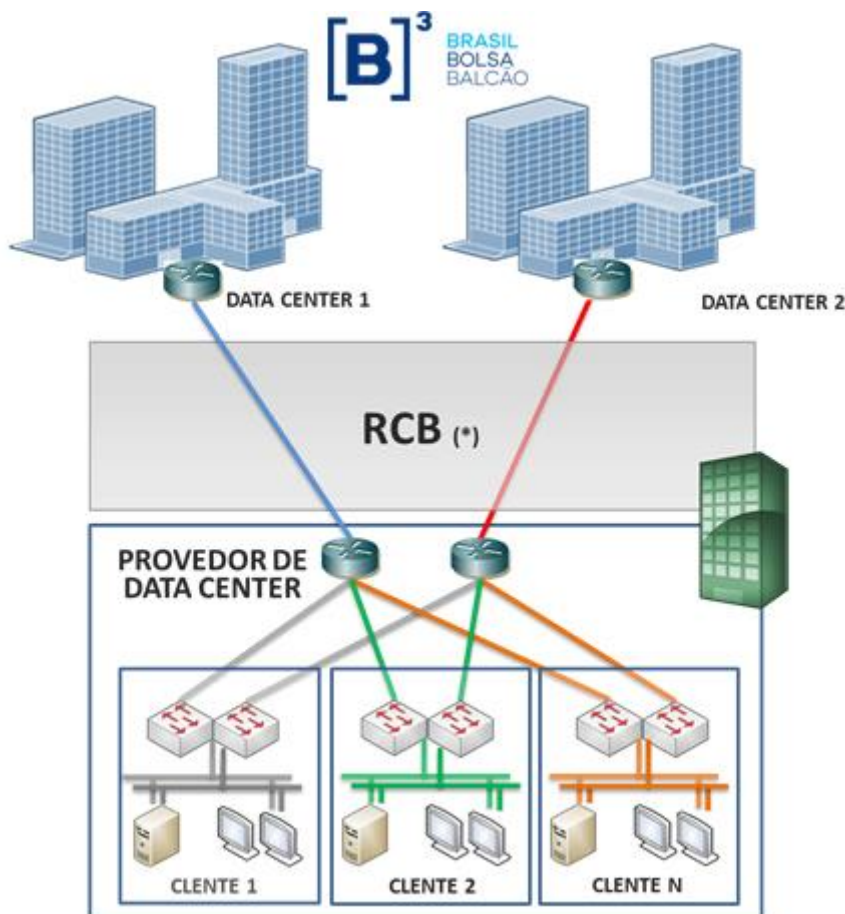 [B]³
BRASIL
BOLSA
BALCÃO
DATA CENTER 1
DATA CENTER 2
RCB (*)
PROVEDOR DE
DATA CENTER
CLENTE 1
CLENTE 2
CLENTE N